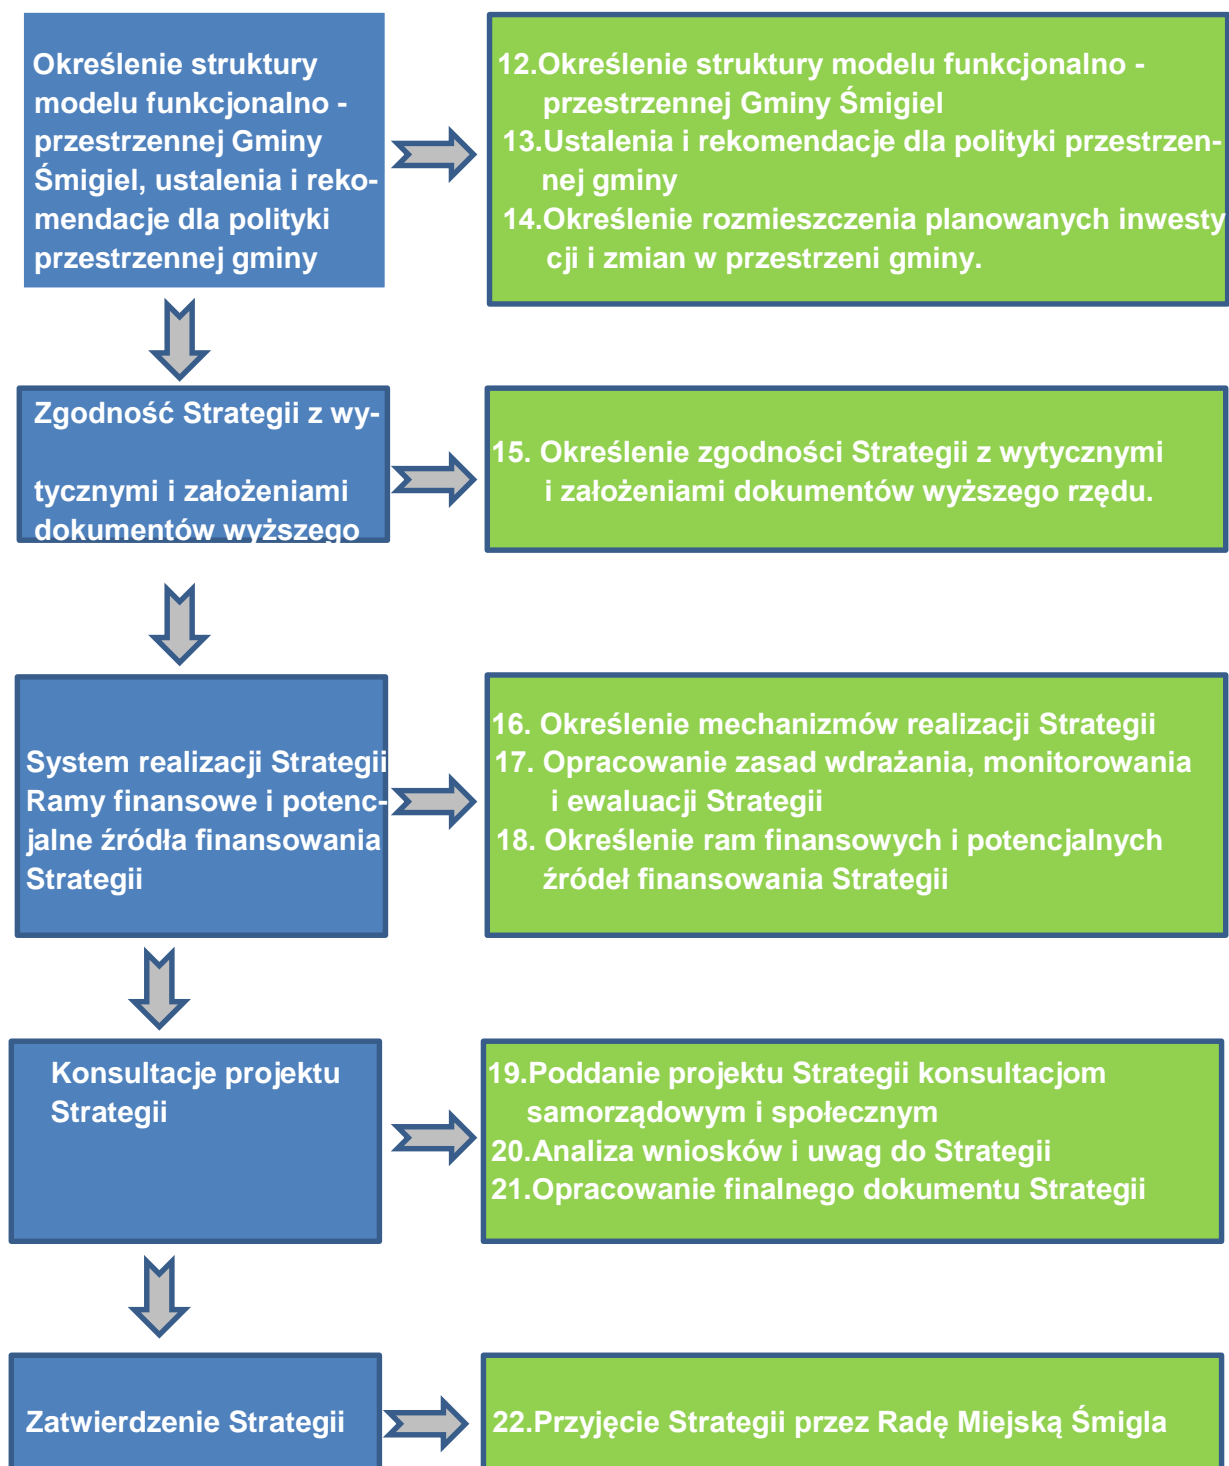 Określenie struktury
modelu funkcjonalno -
przestrzennej Gminy
Śmigiel, ustalenia i reko-
mendacje dla polityki
przestrzennej gminy
12.Określenie struktury modelu funkcjonalno -
przestrzennej Gminy Śmigiel
13.Ustalenia i rekomendacje dla polityki przestrzen-
nej gminy
14.Określenie rozmieszczenia planowanych inwesty
cji i zmian w przestrzeni gminy.
Zgodność Strategii z wy-
tycznymi i założeniami
dokumentów wyższego
15. Określenie zgodności Strategii z wytycznymi
i założeniami dokumentów wyższego rzędu.
System realizacji Strategii
Ramy finansowe i potenc-
jalne źródła finansowania
Strategii
16. Określenie mechanizmów realizacji Strategii
17. Opracowanie zasad wdrażania, monitorowania
i ewaluacji Strategii
18. Określenie ram finansowych i potencjalnych
źródeł finansowania Strategii
Konsultacje projektu
Strategii
19.Poddanie projektu Strategii konsultacjom
samorządowym i społecznym
20.Analiza wniosków i uwag do Strategii
21.Opracowanie finalnego dokumentu Strategii
Zatwierdzenie Strategii
22.Przyjęcie Strategii przez Radę Miejską Śmigla